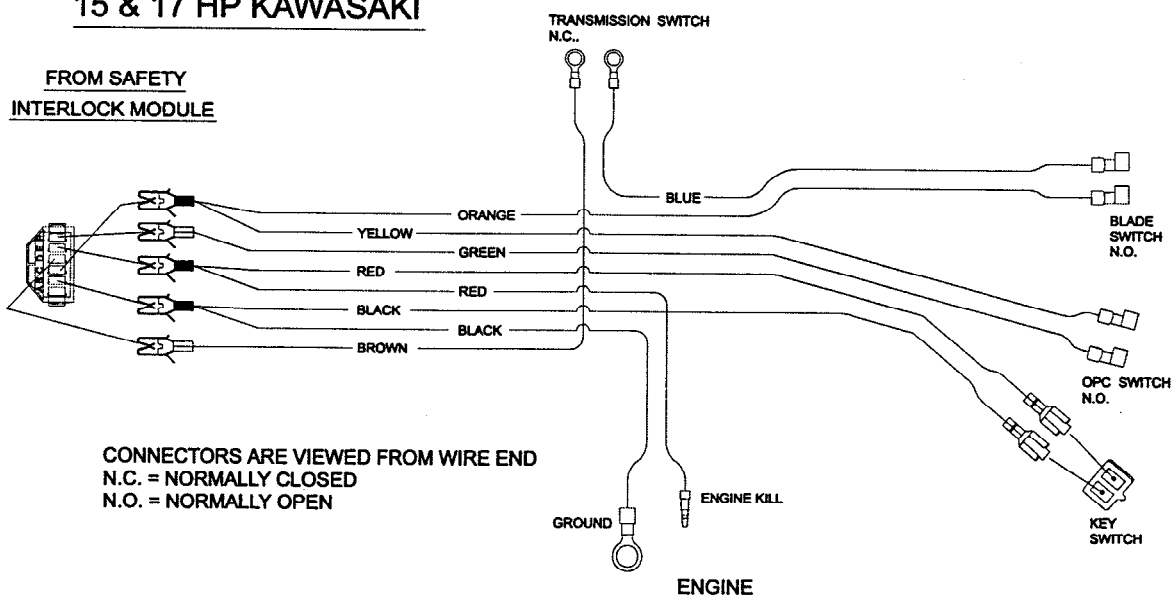 15 & 17 HP KAWASAKI
TRANSMISSION SWITCH
N.C..
FROM SAFETY
INTERLOCK MODULE
BLUE
ORANGE
YELLOW
GREEN
RED
RED
BLACK
BLACK
BROWN
BLADE
SWITCH
N.O.
OPC SWITCH
N.O.
CONNECTORS ARE VIEWED FROM WIRE END
N.C. = NORMALLY CLOSED
N.O. = NORMALLY OPEN
GROUND
ENGINE KILL
KEY
SWITCH
ENGINE